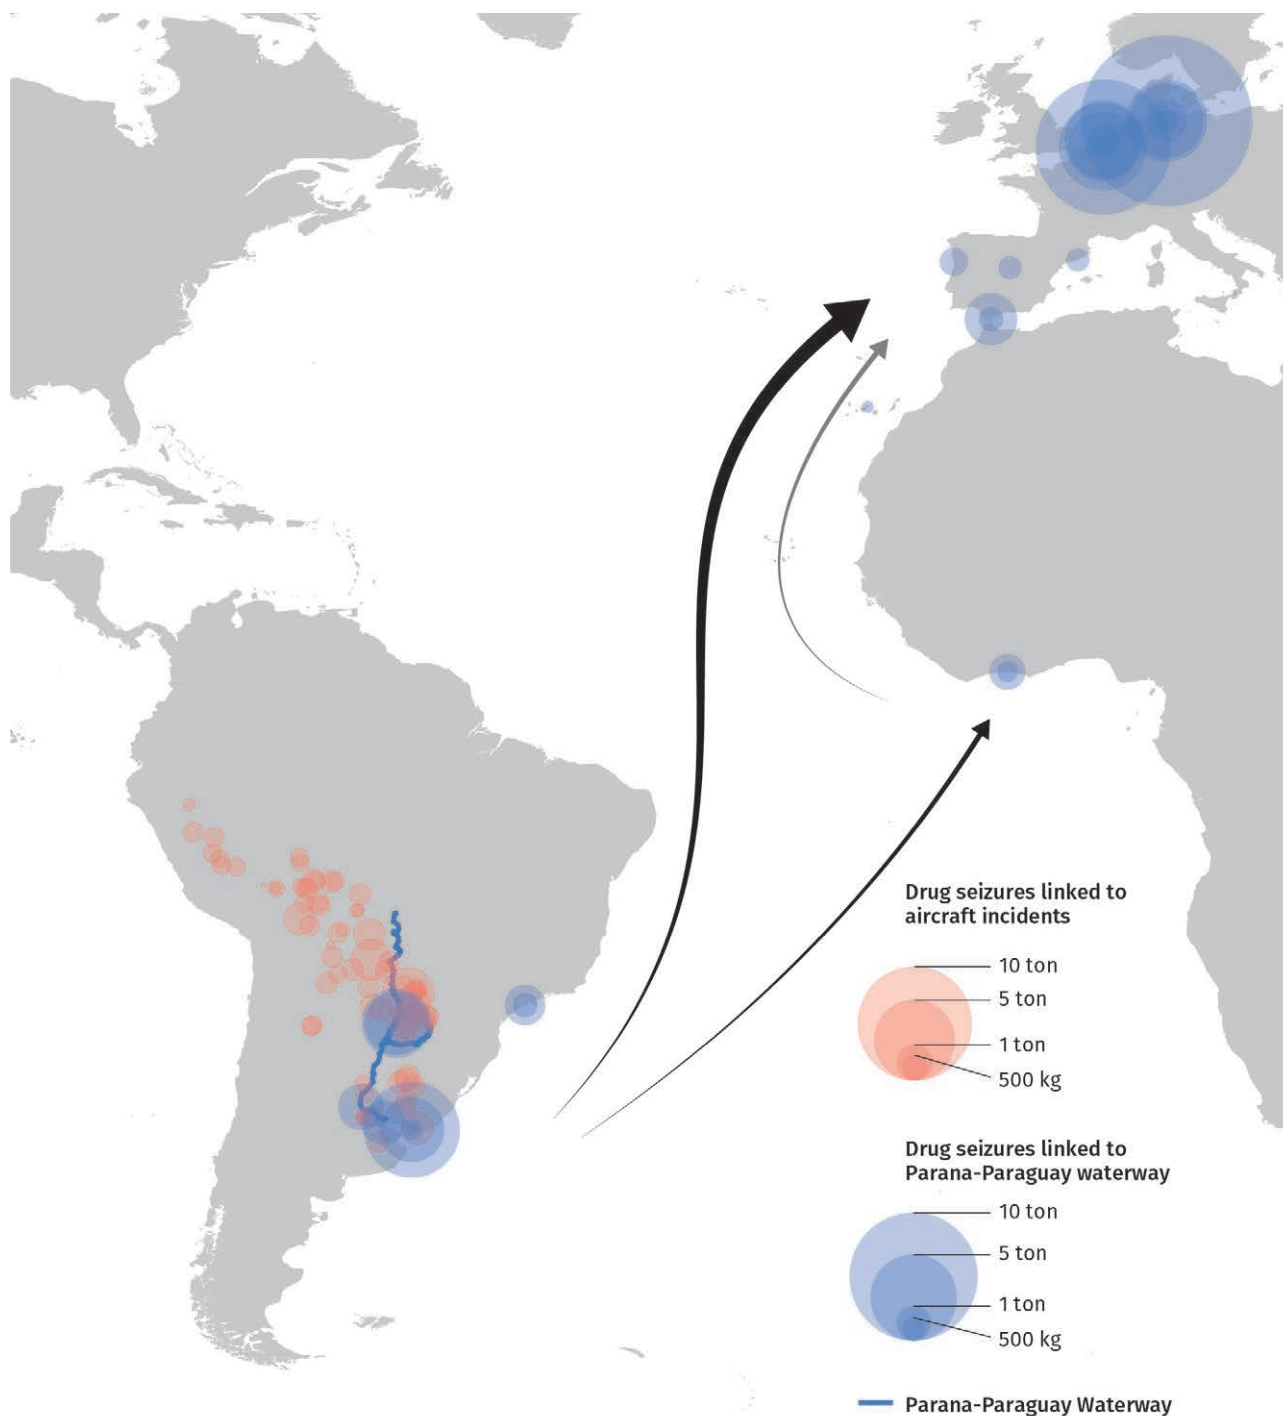 Drug seizures linked to
aircraft incidents
10 ton
5 ton
1 ton
500 kg
Drug seizures linked to
Parana-Paraguay waterway
10 ton
5 ton
1 ton
500 kg
Parana-Paraguay Waterway